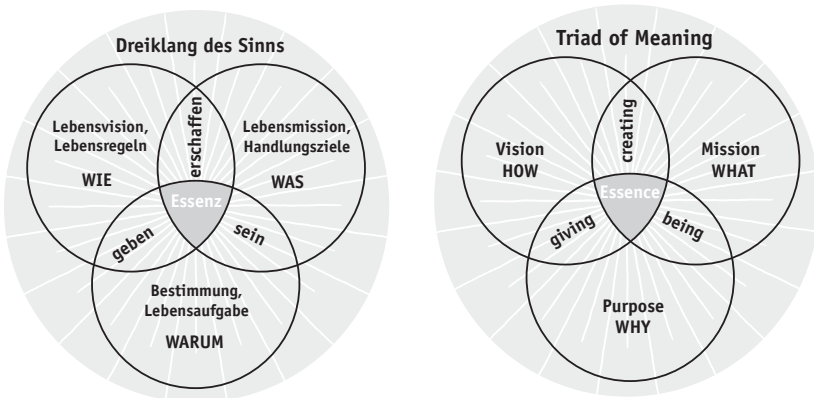 Dreiklang des Sinns
erschaffen
Lebensvision,
Lebensregeln
WIE
Lebensmission,
Handlungsziele
WAS
Essenz
geben
sein
Bestimmung,
Lebensaufgabe
WARUM
Triad of Meaning
creating
Vision
HOW
Mission
WHAT
Essence
giving
being
Purpose
WHY